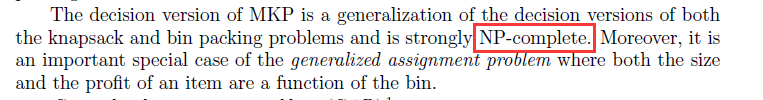 The decision version of MKP is a generalization of the decision versions of both
the knapsack and bin packing problems and is strongly NP-complete. Moreover, it is
an important special case of the generalized assignment problem where both the size
and the profit of an item are a function of the bin.